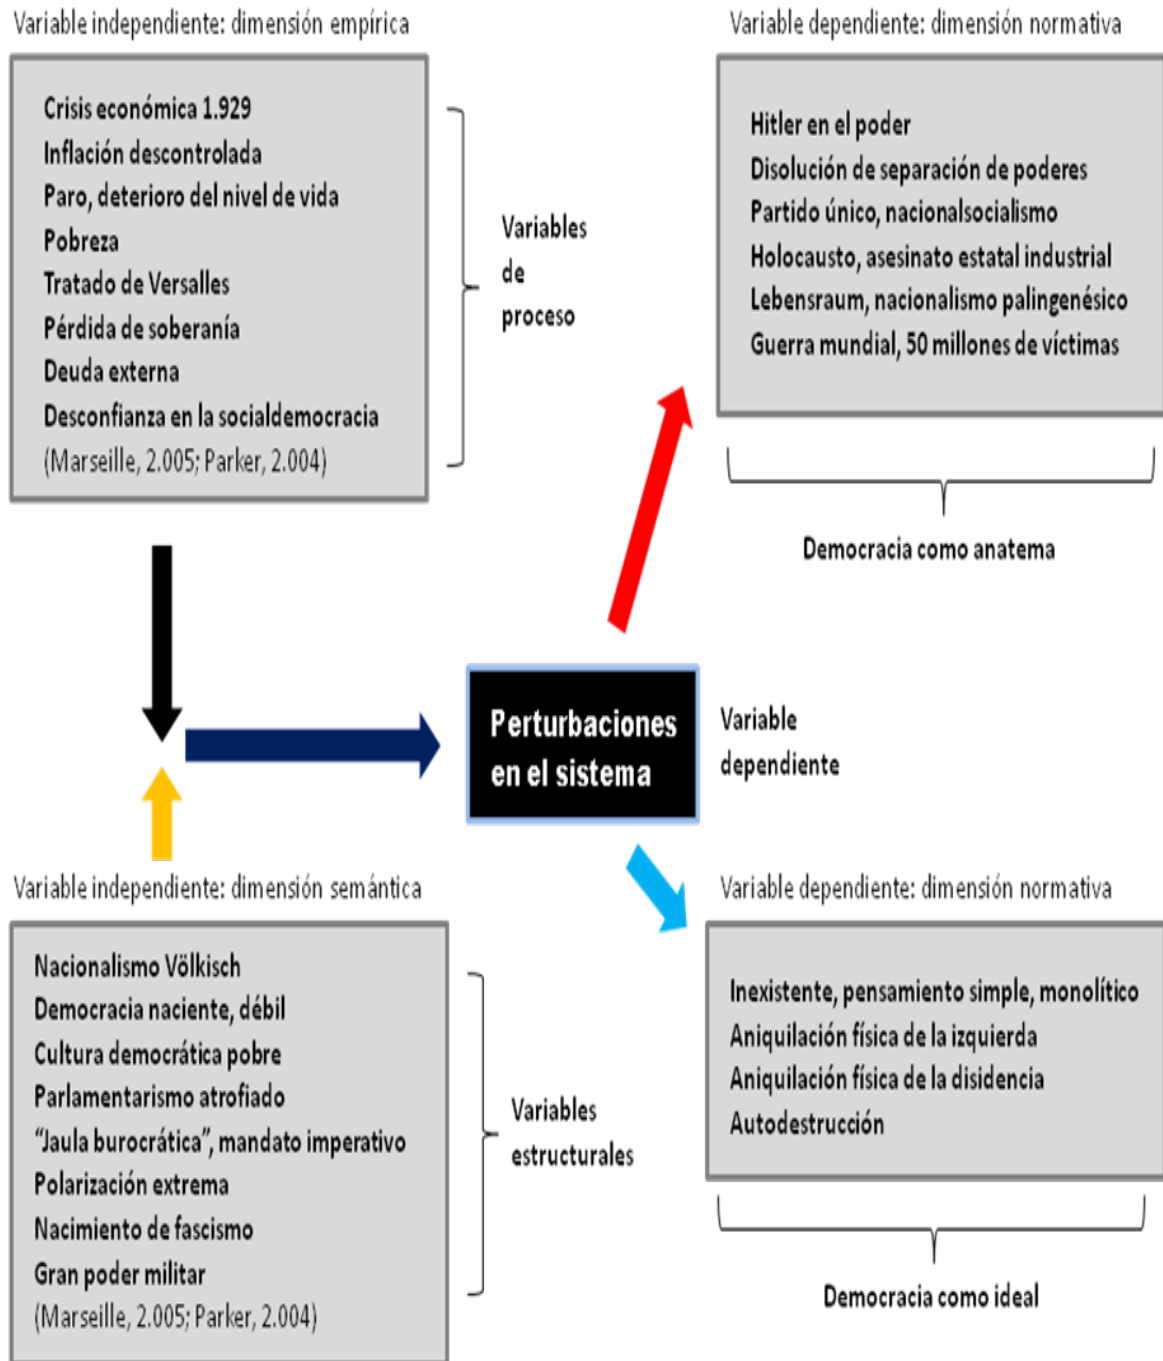 Variable independiente: dimensión empírica
Crisis económica 1.929
Inflación descontrolada
Paro, deterioro del nivel de vida
Pobreza
Tratado de Versalles
Pérdida de soberanía
Deuda externa
Desconfianza en la socialdemocracia
(Marseille, 2.005; Parker, 2.004)
Variables
de
proceso
Variable dependiente: dimensión normativa
Hitler en el poder
Disolución de separación de poderes
Partido único, nacionalsocialismo
Holocausto, asesinato estatal industrial
Lebensraum, nacionalismo palingenésico
Guerra mundial, 50 millones de víctimas
Democracia como anatema
Perturbaciones
en el sistema
Variable
dependiente
Variable independiente: dimensión semántica
Nacionalismo Völkisch
Democracia naciente, débil
Cultura democrática pobre
Parlamentarismo atrofiado
“Jaula burocrática”, mandato imperativo
Polarización extrema
Nacimiento de fascismo
Gran poder militar
(Marseille, 2.005; Parker, 2.004)
Variables
estructurales
Variable dependiente: dimensión normativa
Inexistente, pensamiento simple, monolítico
Aniquilación física de la izquierda
Aniquilación física de la disidencia
Autodestrucción
Democracia como ideal